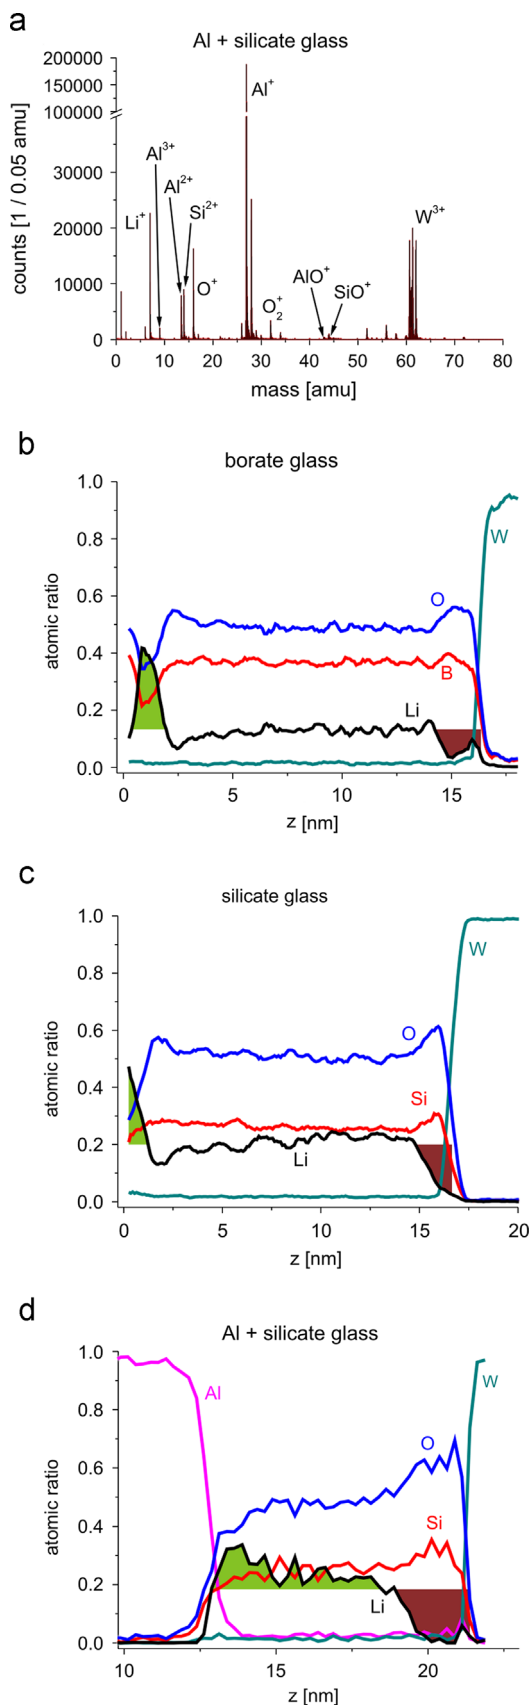 a
Al + silicate glass
200000
150000
100000
30000
20000
10000
0
counts [1 / 0.05 amu]
Al⁺
Al³⁺
Al²⁺
Si²⁺
Li⁺
W³⁺
O⁺
O₂⁺
AlO⁺
SiO⁺
0 10 20 30 40 50 60 70 80
mass [amu]
b
borate glass
1.0
0.8
0.6
0.4
0.2
0.0
atomic ratio
W
O
B
Li
0 5 10 15
z [nm]
c
silicate glass
1.0
0.8
0.6
0.4
0.2
0.0
atomic ratio
W
O
Si
Li
0 5 10 15 20
z [nm]
d
Al + silicate glass
1.0
0.8
0.6
0.4
0.2
0.0
atomic ratio
Al
W
O
Si
Li
10 15 20
z [nm]